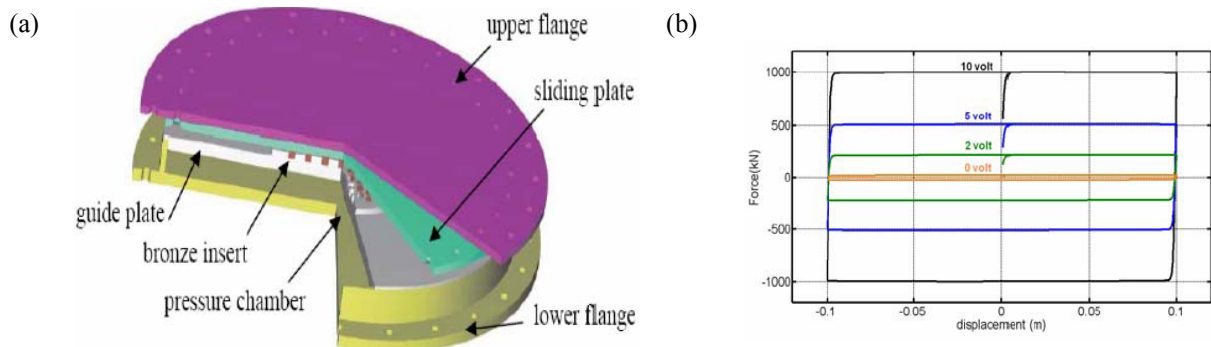 (a)
upper flange
sliding plate
guide plate
bronze insert
pressure chamber
lower flange
(b)
10 volt
5 volt
2 volt
0 volt
1000
500
0
-500
-1000
Force(kN)
-0.1
-0.05
0
0.05
0.1
displacement (m)